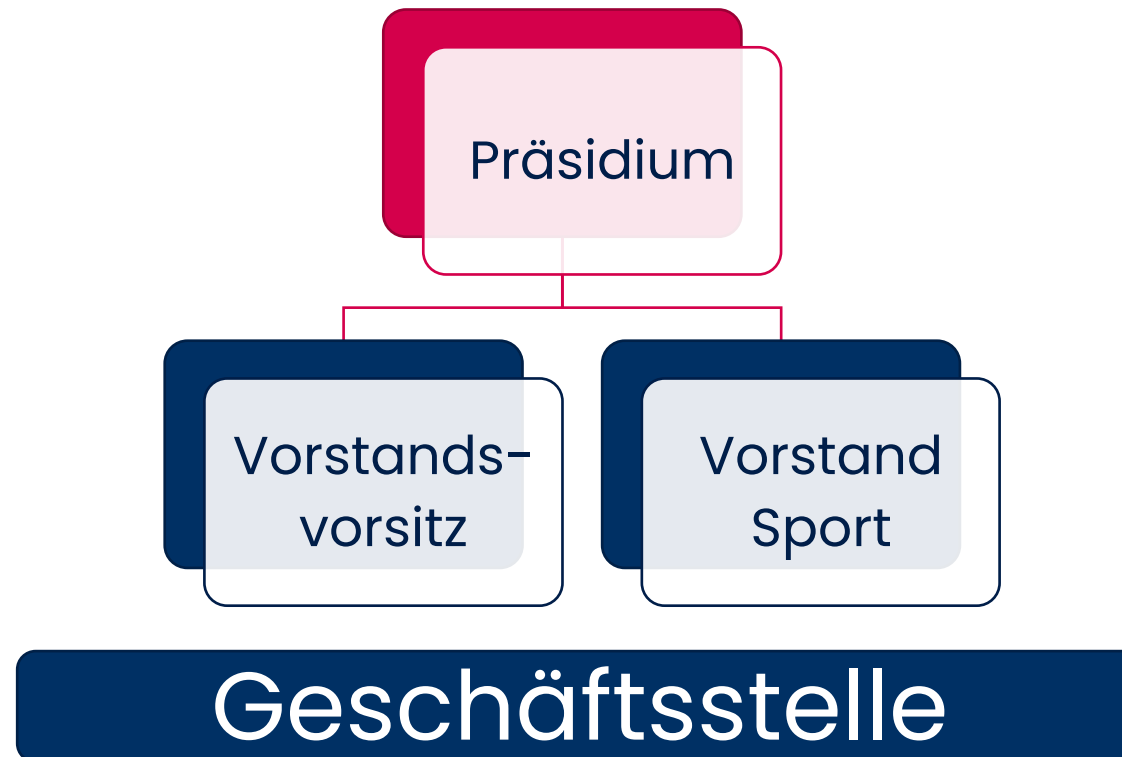 Präsidium
Vorstands-
vorsitz
Vorstand
Sport
Geschäftsstelle